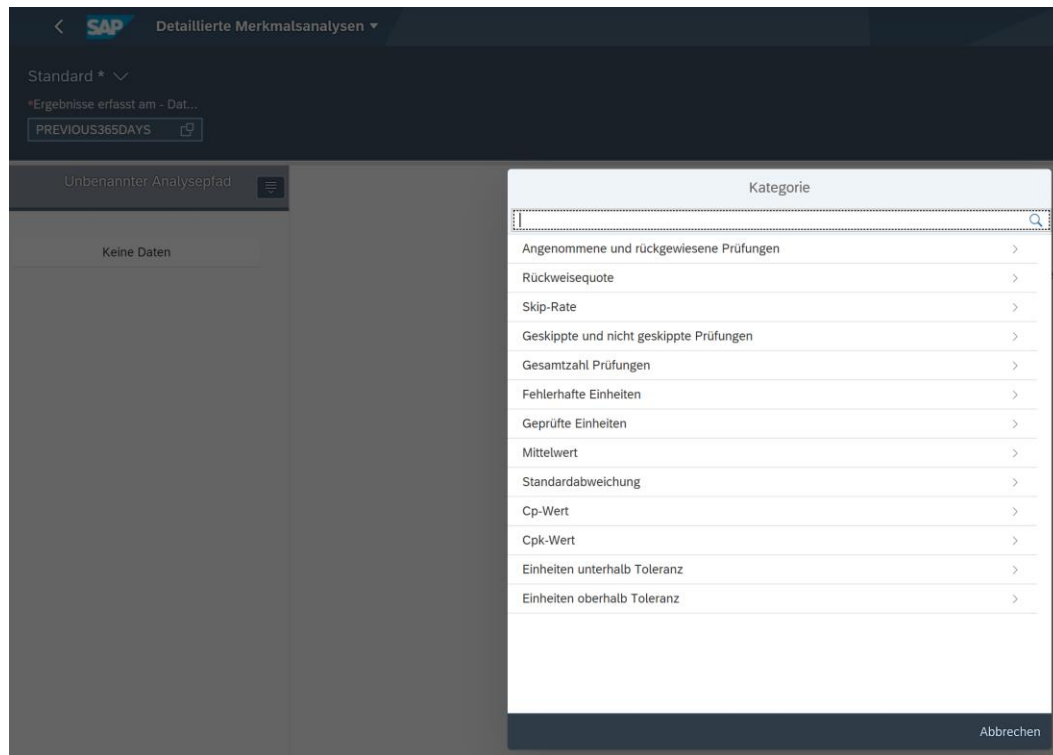 SAP Detaillierte Merkmalsanalysen
Standard *
*Ergebnisse erfasst am - Dat...
PREVIOUS365DAYS
Unbenannter Analysepfad
Keine Daten
Kategorie
Angenommene und rückgewiesene Prüfungen
Rückweisequote
Skip-Rate
Geskippte und nicht geskippte Prüfungen
Gesamtzahl Prüfungen
Fehlerhafte Einheiten
Geprüfte Einheiten
Mittelwert
Standardabweichung
Cp-Wert
Cpk-Wert
Einheiten unterhalb Toleranz
Einheiten oberhalb Toleranz
Abbrechen